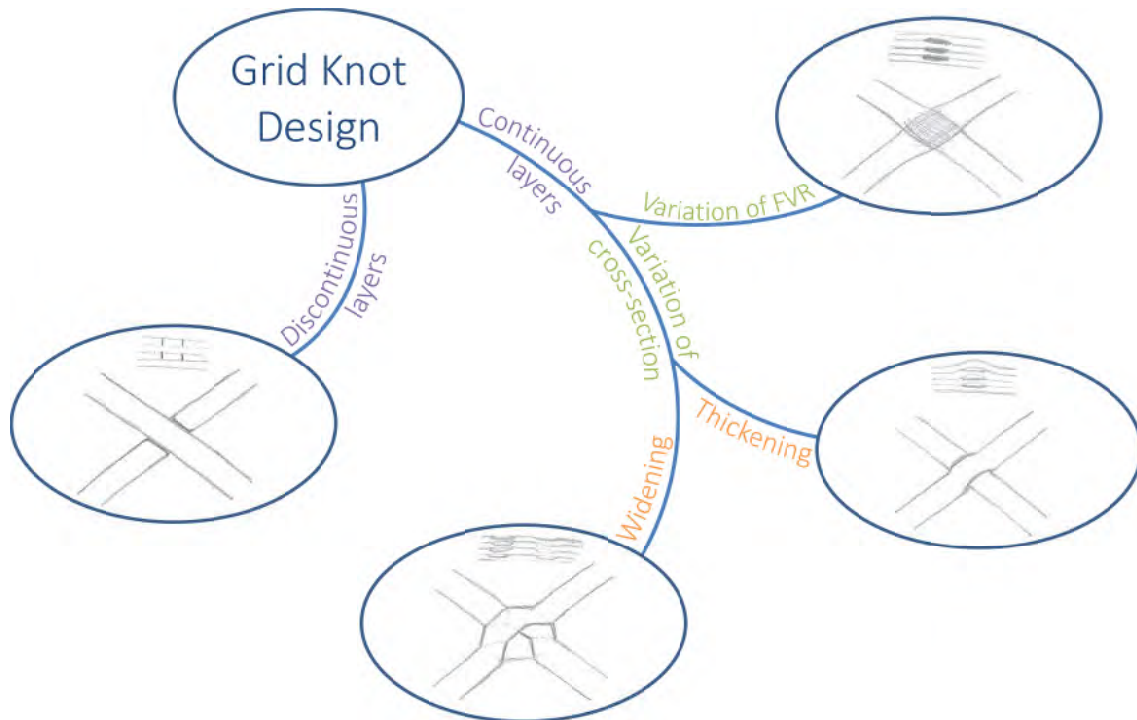 Grid Knot
Design
Continuous
layers
Variation of FVR
Variation of
cross-section
Discontinuous
layers
Thickening
Widening